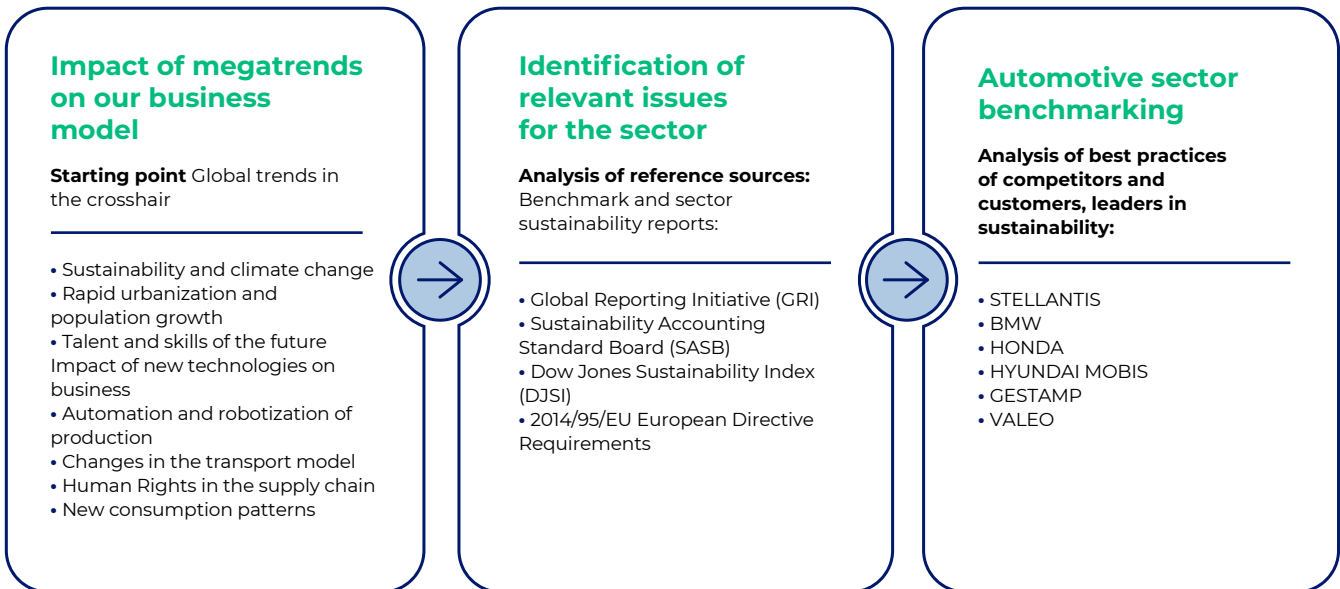 Impact of megatrends
on our business
model
Starting point Global trends in
the crosshair
• Sustainability and climate change
• Rapid urbanization and
population growth
• Talent and skills of the future
Impact of new technologies on
business
• Automation and robotization of
production
• Changes in the transport model
• Human Rights in the supply chain
• New consumption patterns
Identification of
relevant issues
for the sector
Analysis of reference sources:
Benchmark and sector
sustainability reports:
• Global Reporting Initiative (GRI)
• Sustainability Accounting
Standard Board (SASB)
• Dow Jones Sustainability Index
(DJSI)
• 2014/95/EU European Directive
Requirements
Automotive sector
benchmarking
Analysis of best practices
of competitors and
customers, leaders in
sustainability:
• STELLANTIS
• BMW
• HONDA
• HYUNDAI MOBIS
• GESTAMP
• VALEO